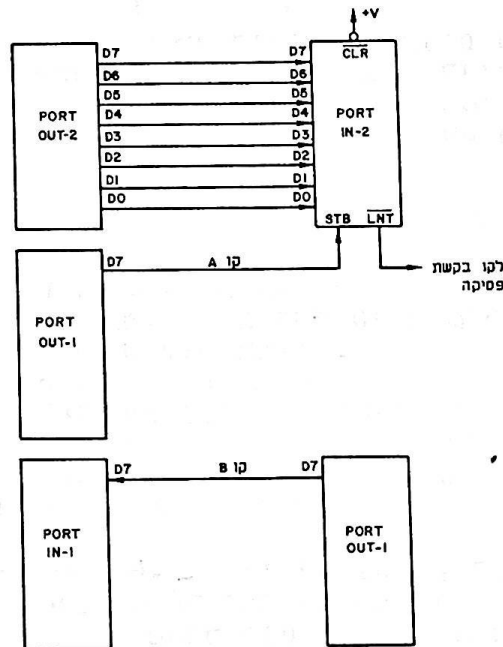 +V
CLR
D7 D7
D6 D6
D5 D5
D4 D4
D3 D3
D2 D2
D1 D1
D0 D0
PORT
OUT-2
PORT
IN-2
STB LNT
לקו בקשת
פסיקה
D7
קו A
PORT
OUT-1
D7 קו B D7
PORT
IN-1
PORT
OUT-1